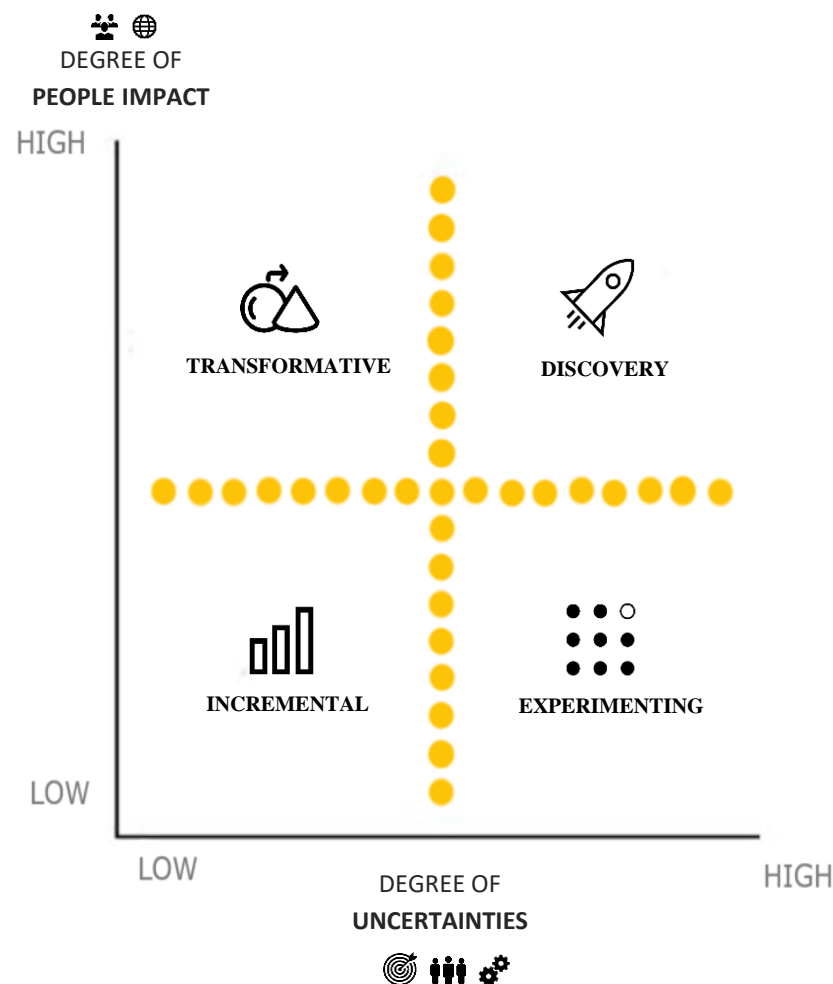 DEGREE OF
PEOPLE IMPACT
HIGH
TRANSFORMATIVE
DISCOVERY
INCREMENTAL
EXPERIMENTING
LOW
LOW
HIGH
DEGREE OF
UNCERTAINTIES